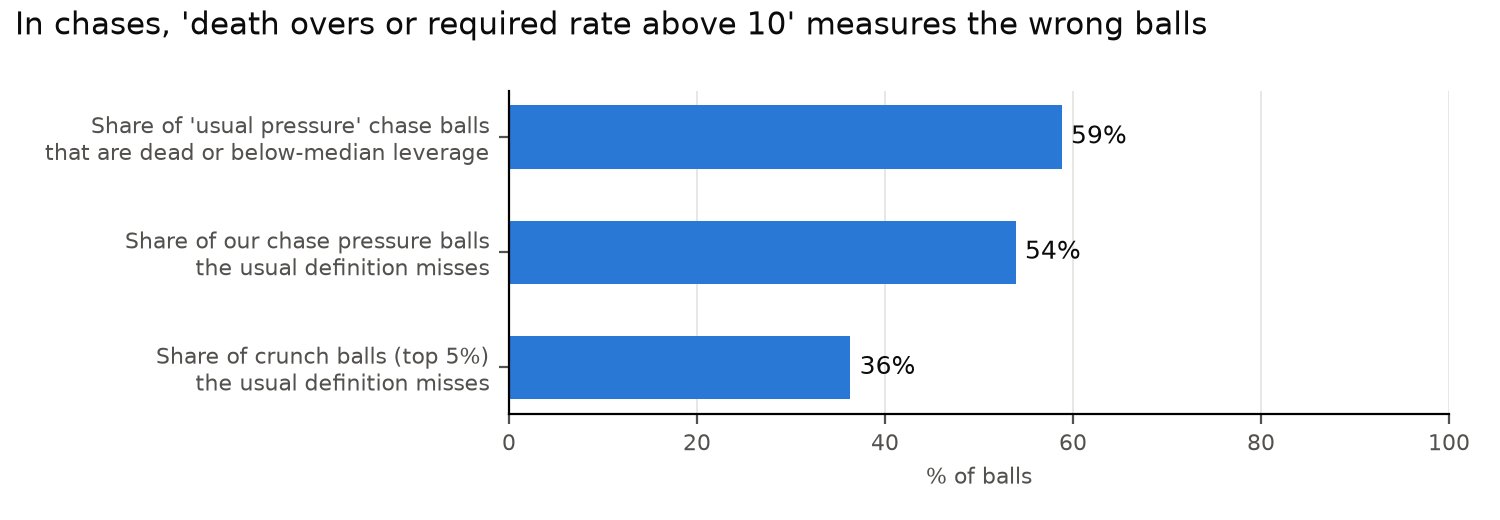 In chases, 'death overs or required rate above 10' measures the wrong balls
Share of 'usual pressure' chase balls
that are dead or below-median leverage
59%
Share of our chase pressure balls
the usual definition misses
54%
Share of crunch balls (top 5%)
the usual definition misses
36%
0 20 40 60 80 100
% of balls